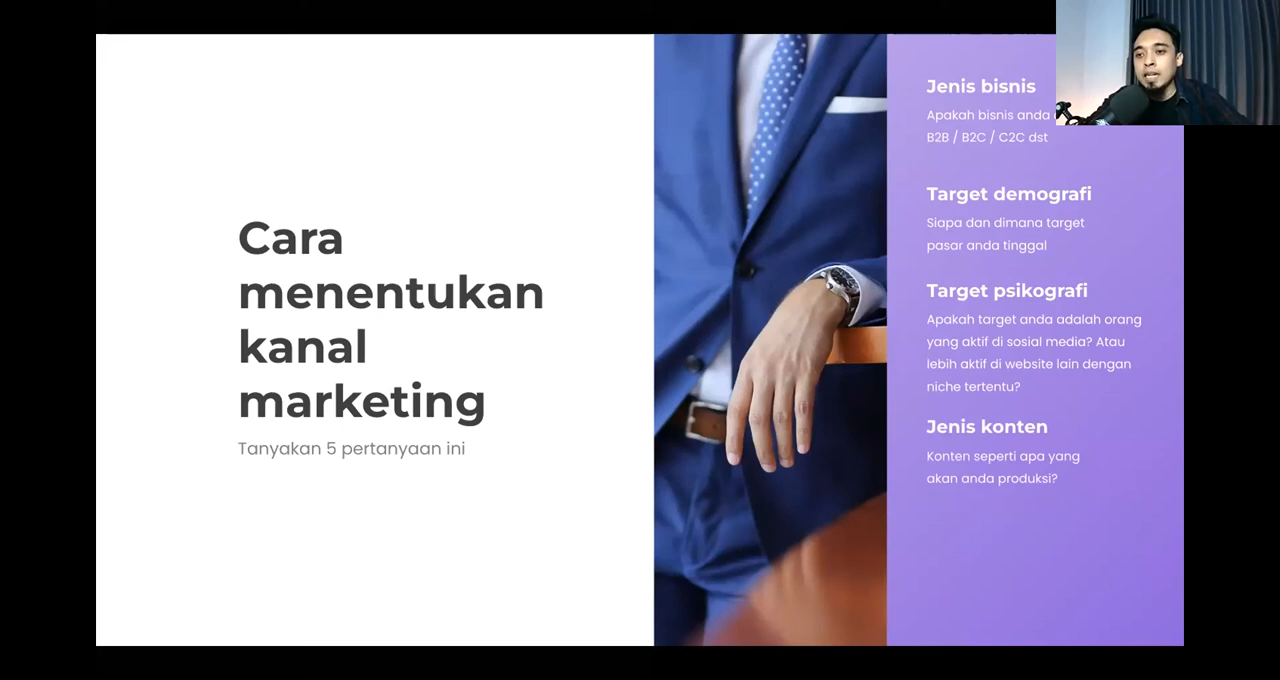 Cara
menentukan
kanal
marketing
Tanyakan 5 pertanyaan ini
Jenis bisnis
Apakah bisnis anda
B2B / B2C / C2C dst
Target demografi
Siapa dan dimana target
pasar anda tinggal
Target psikografi
Apakah target anda adalah orang
yang aktif di sosial media? Atau
lebih aktif di website lain dengan
niche tertentu?
Jenis konten
Konten seperti apa yang
akan anda produksi?